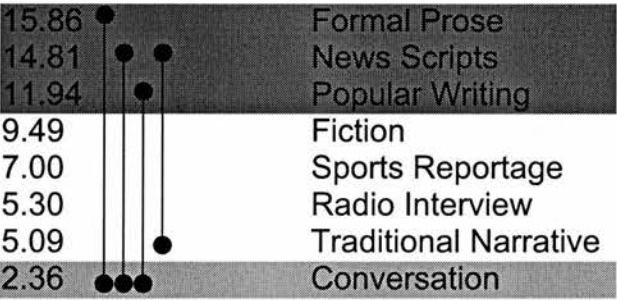 15.86 Formal Prose
14.81 News Scripts
11.94 Popular Writing
9.49 Fiction
7.00 Sports Reportage
5.30 Radio Interview
5.09 Traditional Narrative
2.36 Conversation